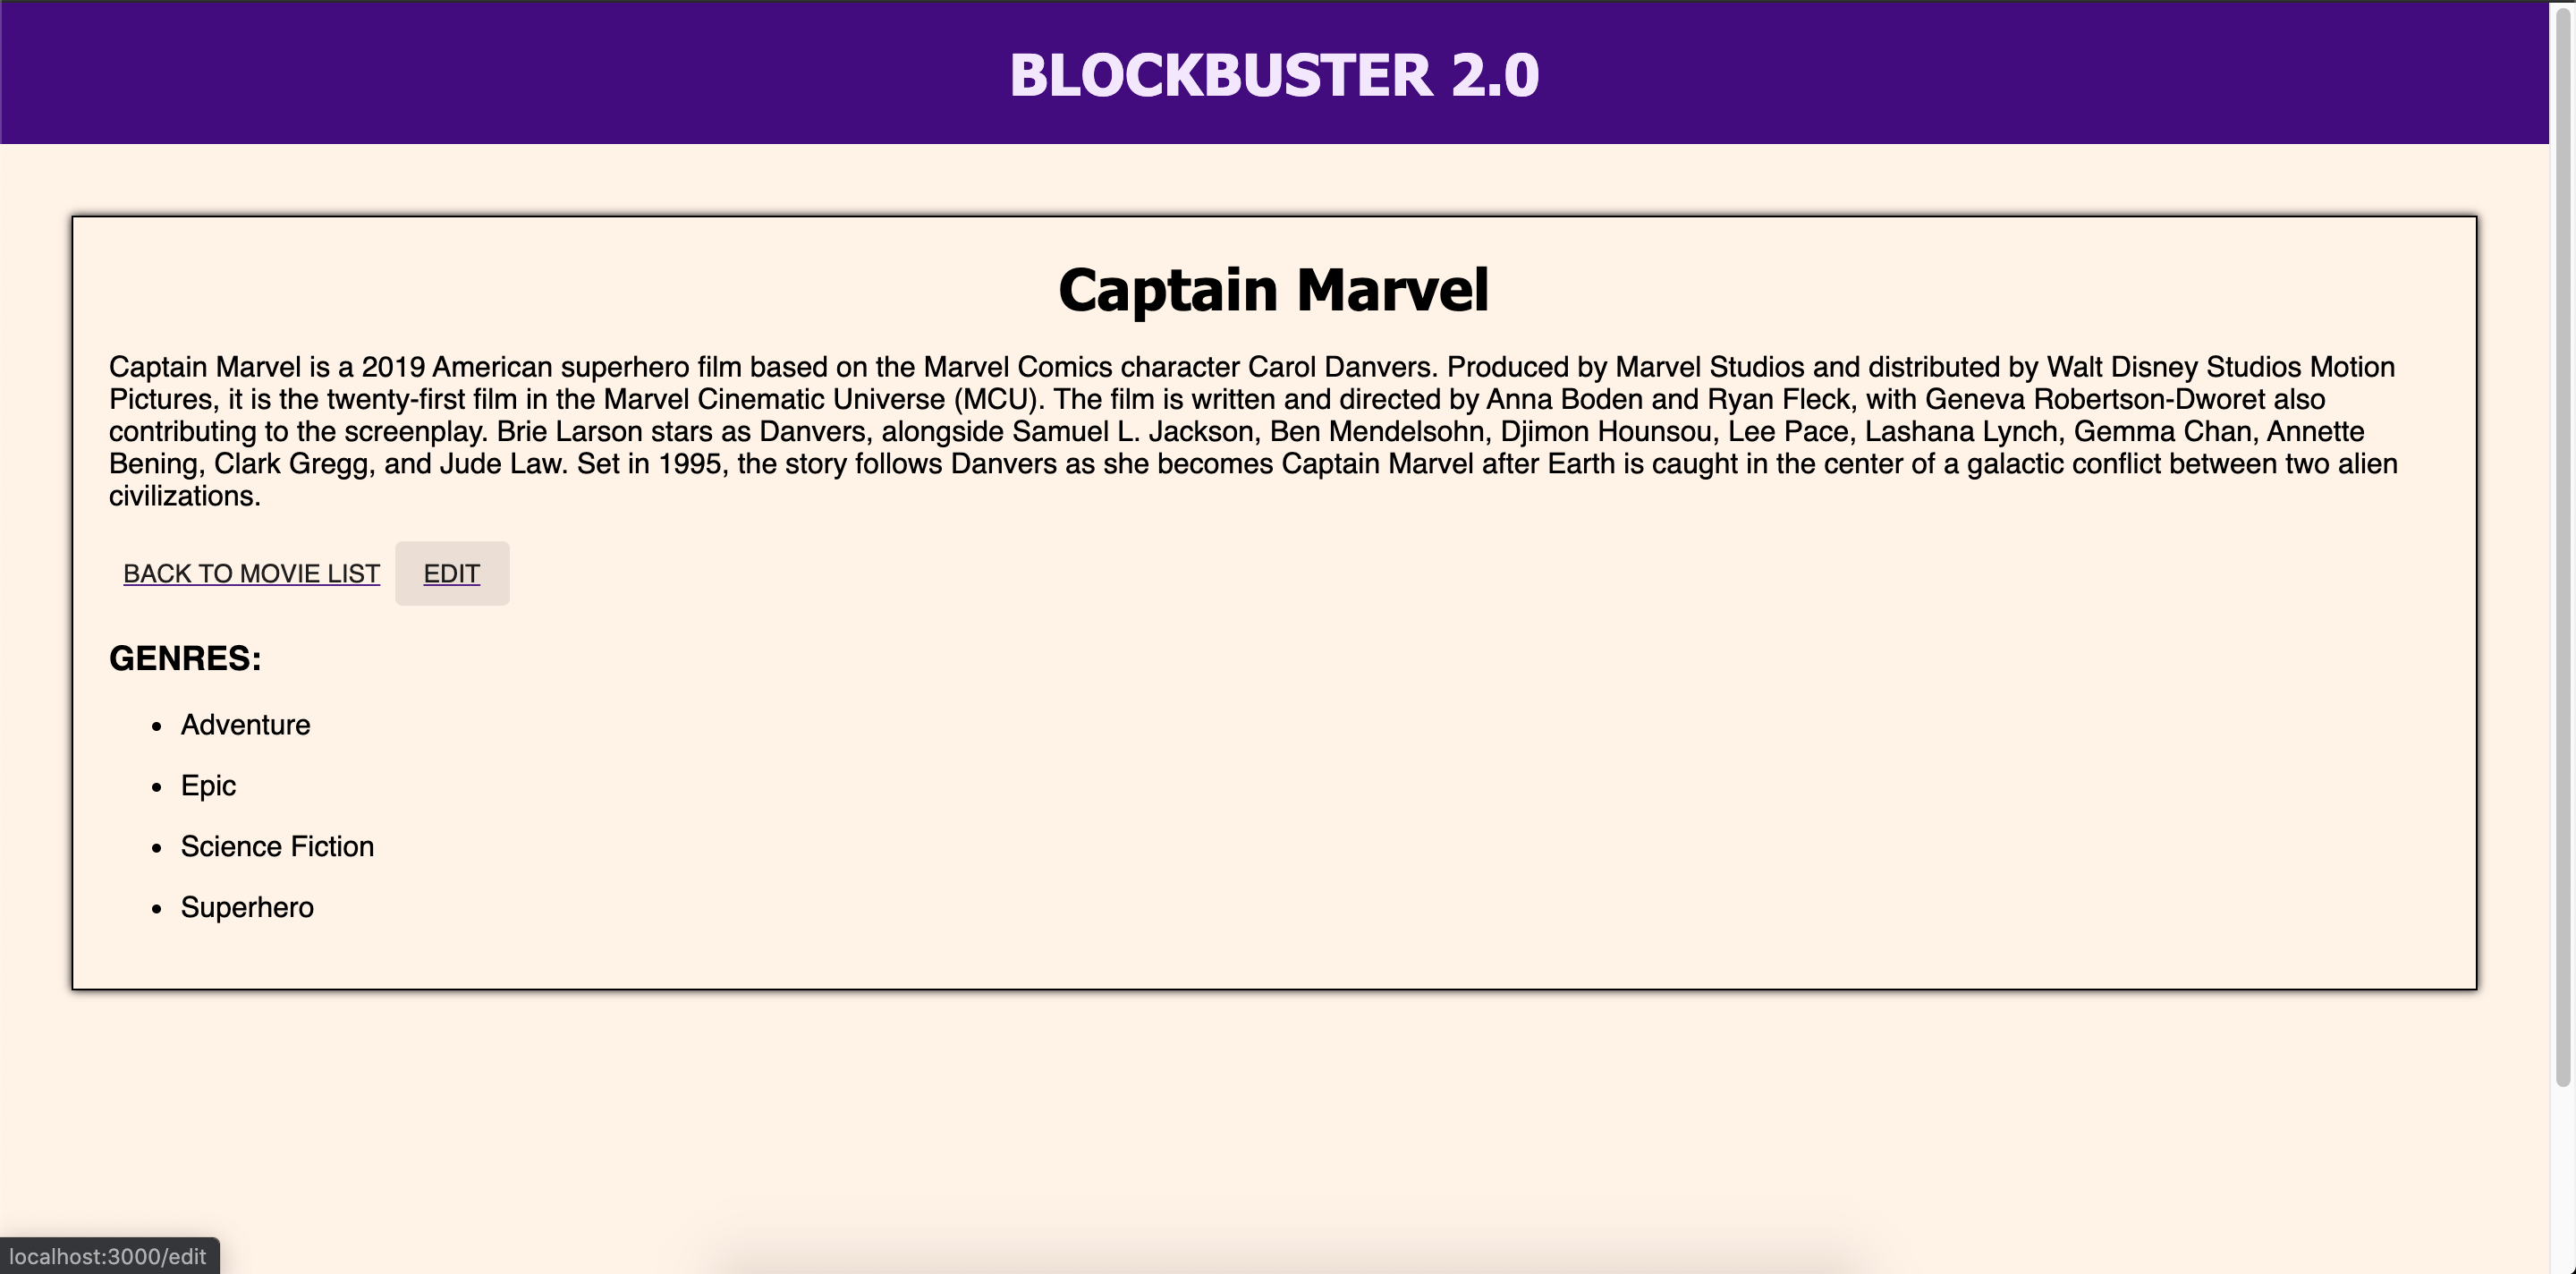 BLOCKBUSTER 2.0
Captain Marvel
Captain Marvel is a 2019 American superhero film based on the Marvel Comics character Carol Danvers. Produced by Marvel Studios and distributed by Walt Disney Studios Motion
Pictures, it is the twenty-first film in the Marvel Cinematic Universe (MCU). The film is written and directed by Anna Boden and Ryan Fleck, with Geneva Robertson-Dworet also
contributing to the screenplay. Brie Larson stars as Danvers, alongside Samuel L. Jackson, Ben Mendelsohn, Djimon Hounsou, Lee Pace, Lashana Lynch, Gemma Chan, Annette
Bening, Clark Gregg, and Jude Law. Set in 1995, the story follows Danvers as she becomes Captain Marvel after Earth is caught in the center of a galactic conflict between two alien
civilizations.
BACK TO MOVIE LIST EDIT
GENRES:
• Adventure
• Epic
• Science Fiction
• Superhero
localhost:3000/edit